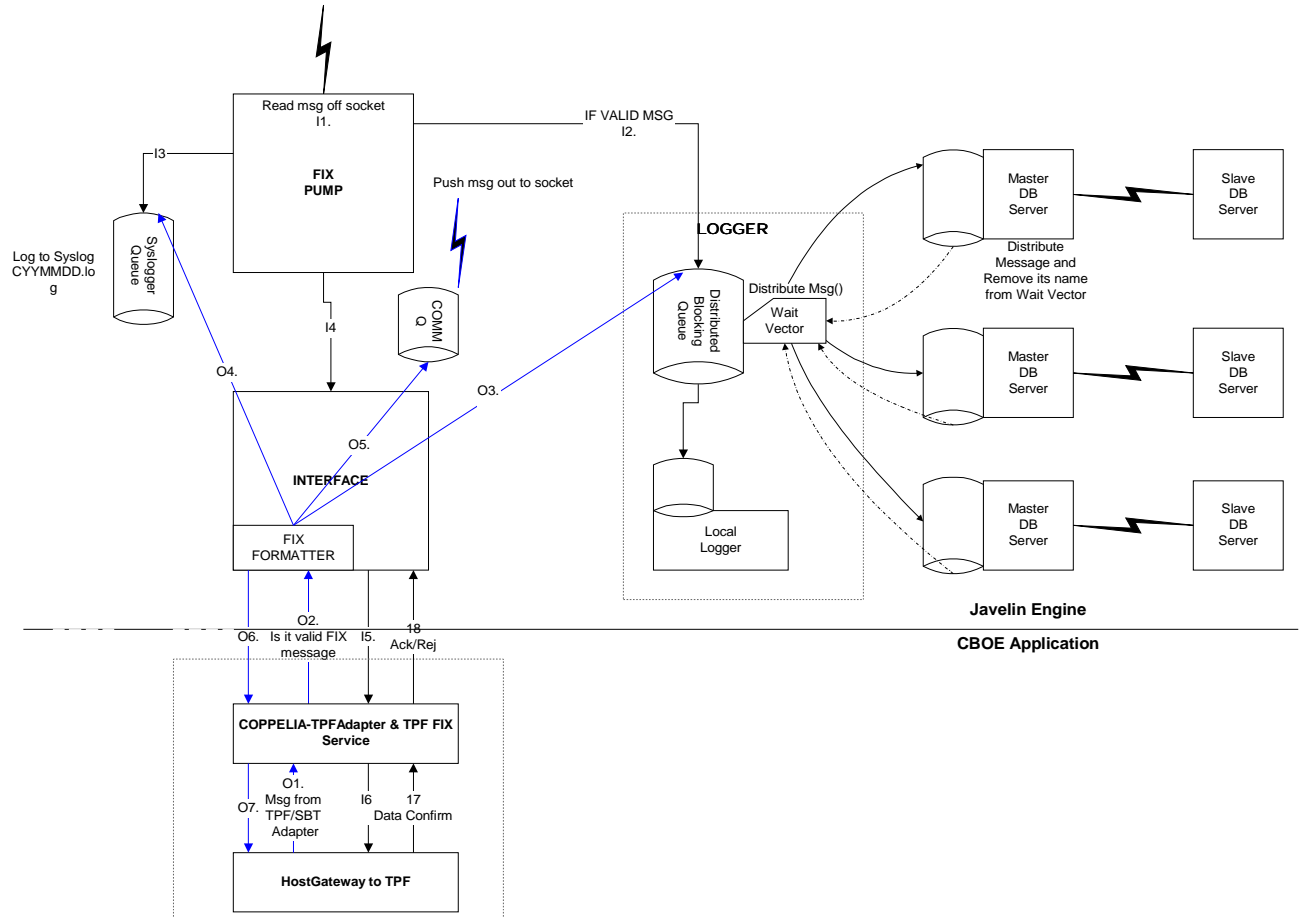 Read msg off socket
I1.
FIX
PUMP
IF VALID MSG
I2.
I3
Push msg out to socket
Syslogger
Queue
Log to Syslog
CYYMMDD.lo
g
LOGGER
Master
DB
Server
Slave
DB
Server
Distribute
Message and
Remove its name
from Wait Vector
COMM
Q
Distributed
Blocking
Queue
Distribute Msg()
Wait
Vector
I4
Master
DB
Server
Slave
DB
Server
O4.
O3.
O5.
INTERFACE
FIX
FORMATTER
Local
Logger
Master
DB
Server
Slave
DB
Server
Javelin Engine
O6.
O2.
Is it valid FIX
message
I5.
18
Ack/Rej
CBOE Application
COPPELIA-TPFAdapter & TPF FIX
Service
O7.
O1.
Msg from
TPF/SBT
Adapter
I6
17
Data Confirm
HostGateway to TPF